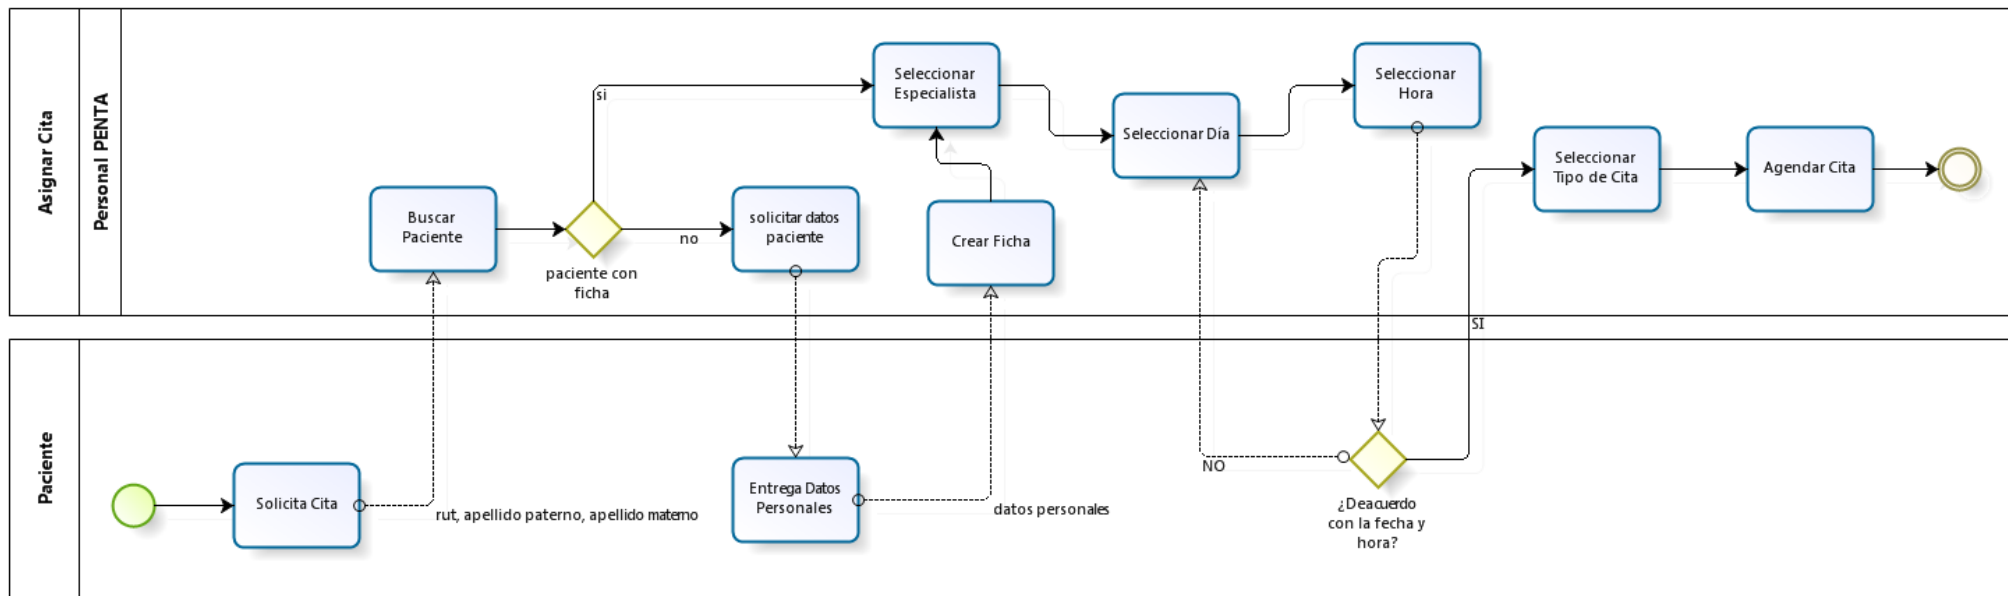 Asignar Cita
Personal PENTA
si
Seleccionar
Especialista
Seleccionar Día
Seleccionar
Hora
Seleccionar
Tipo de Cita
Agendar Cita
Buscar
Paciente
no
solicitar datos
paciente
Crear Ficha
paciente con
ficha
SI
Paciente
Solicita Cita
rut, apellido paterno, apellido materno
Entrega Datos
Personales
datos personales
NO
¿Deacuerdo
con la fecha y
hora?